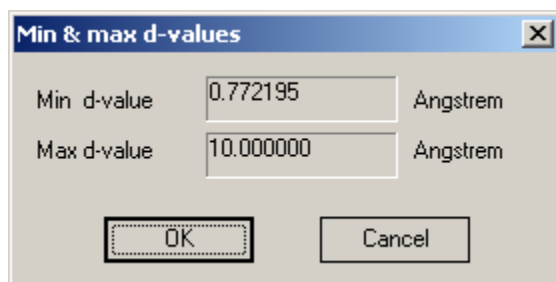 Min & max d-values
Min d-value 0.772195 Angstrem
Max d-value 10.000000 Angstrem
OK Cancel